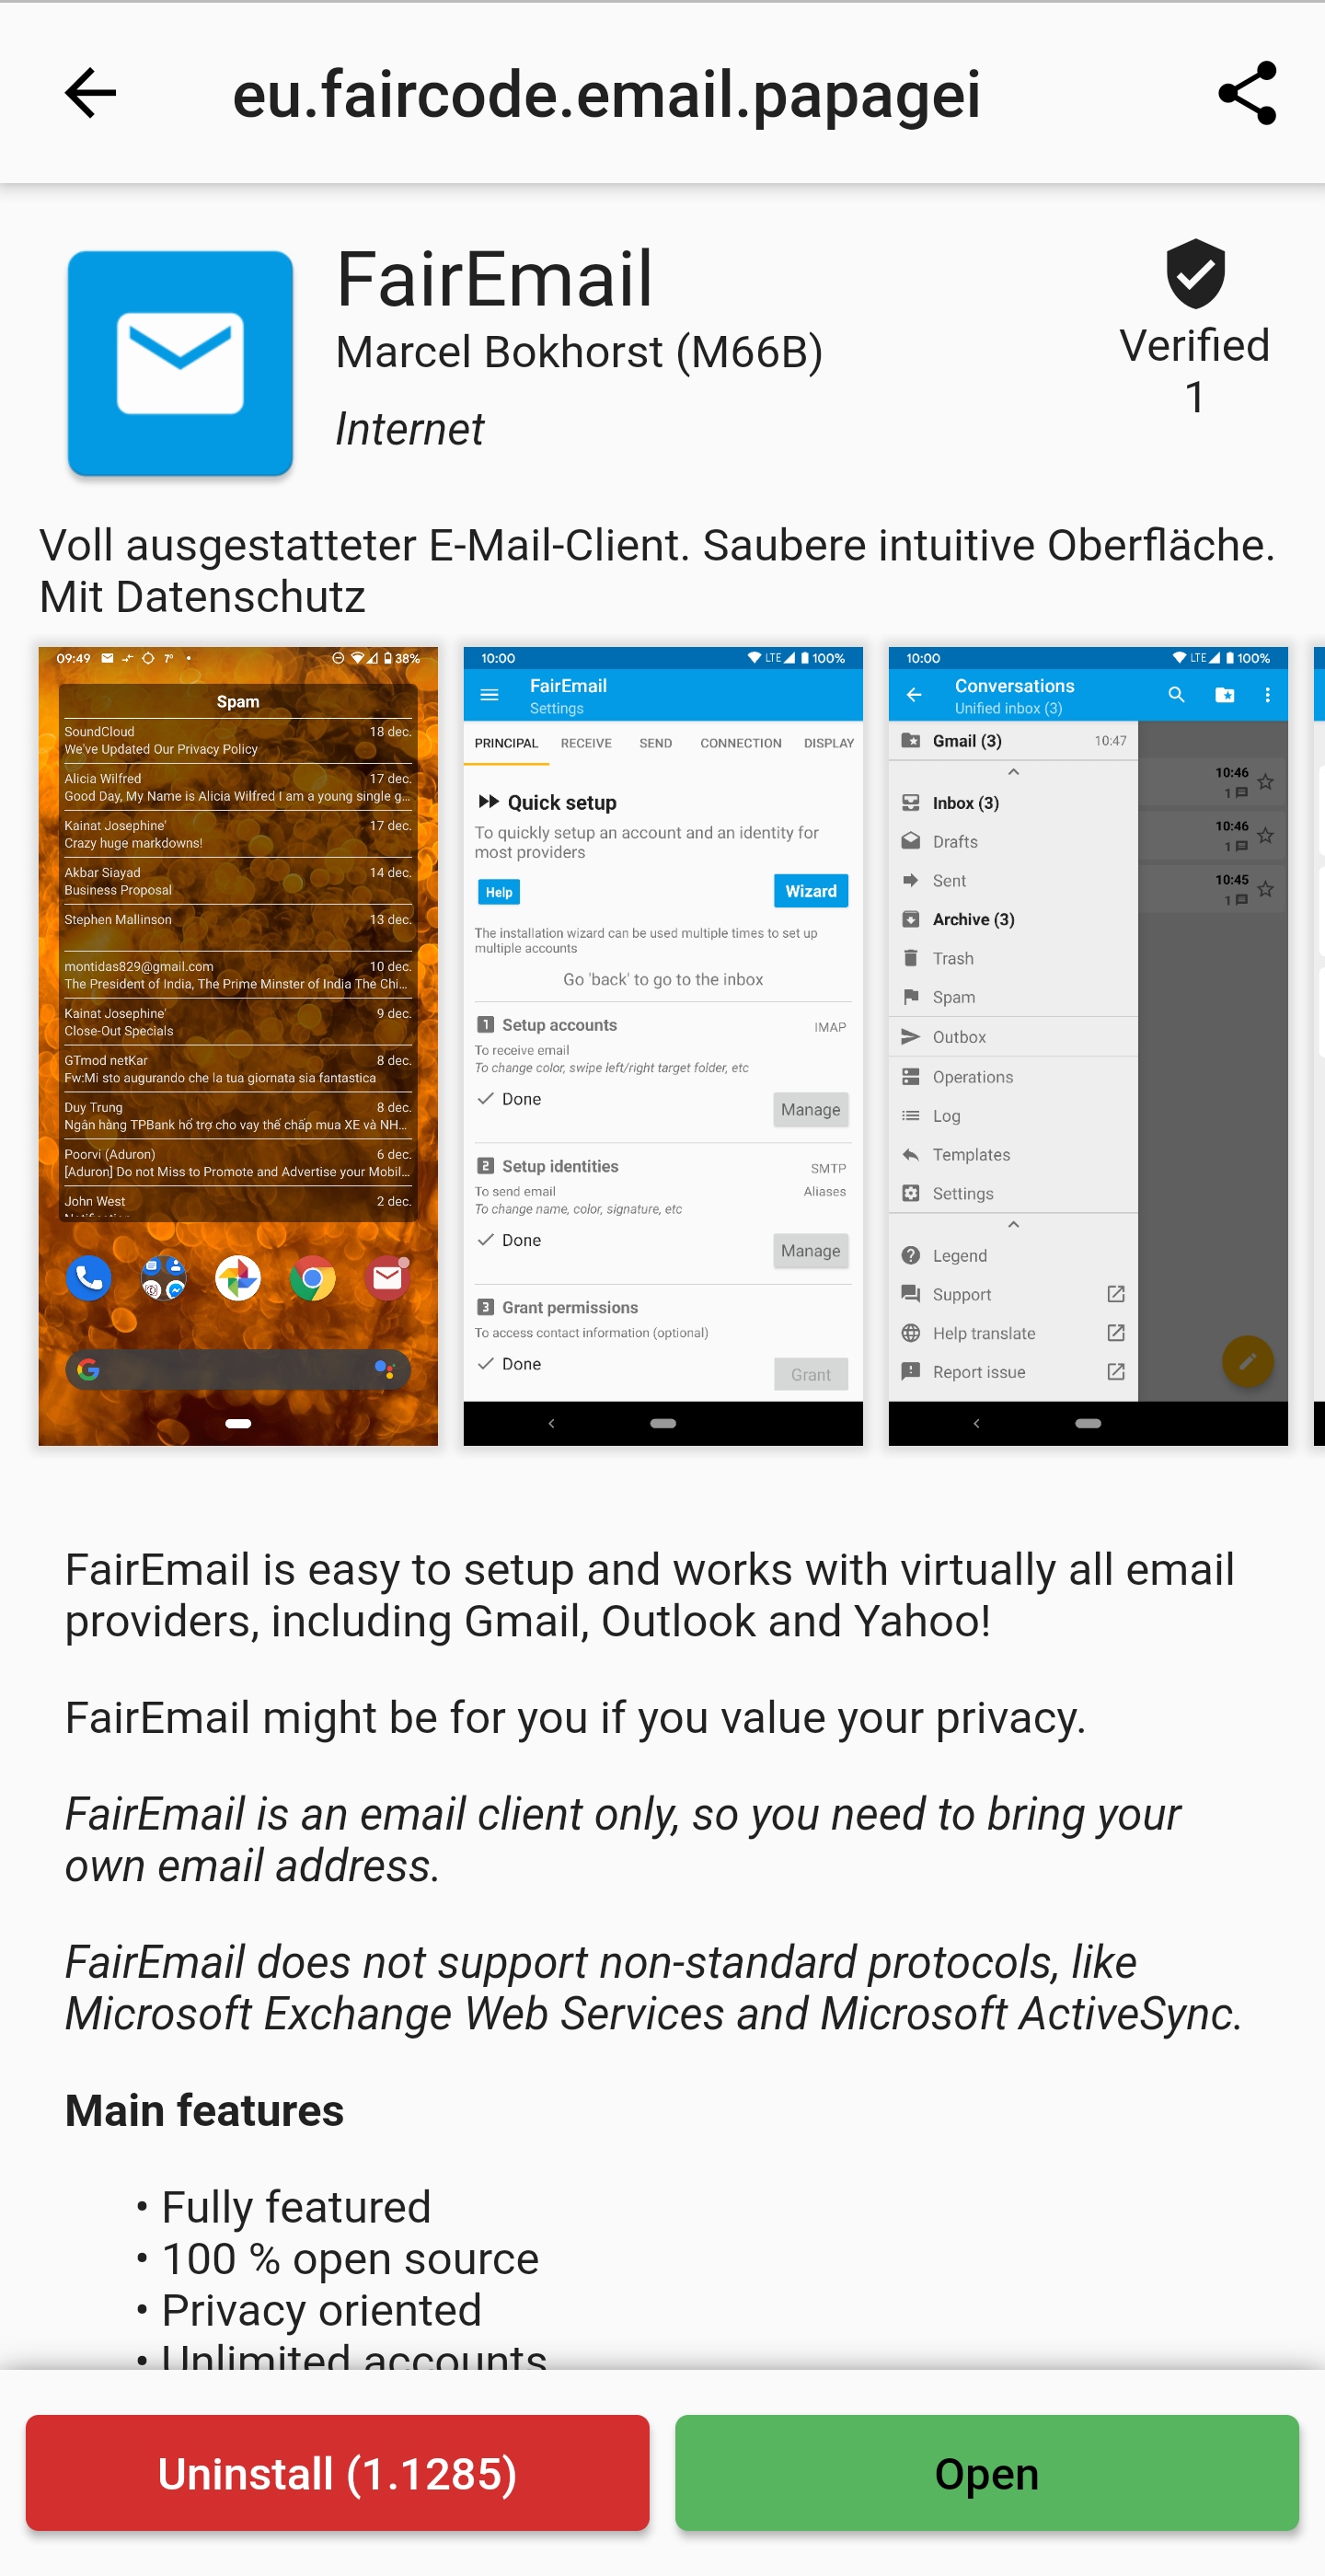 eu.faircode.email.papagei
FairEmail
Marcel Bokhorst (M66B)
Internet
Verified
1
Voll ausgestatteter E-Mail-Client. Saubere intuitive Oberfläche.
Mit Datenschutz
09:49 7° 38%
Spam
SoundCloud 18 dec.
We've Updated Our Privacy Policy
Alicia Wilfred 17 dec.
Good Day, My Name is Alicia Wilfred I am a young single g...
Kainat Josephine' 17 dec.
Crazy huge markdowns!
Akbar Siayad 14 dec.
Business Proposal
Stephen Mallinson 13 dec.
montidas829@gmail.com 10 dec.
The President of India, The Prime Minster of India The Chi...
Kainat Josephine' 9 dec.
Close-Out Specials
GTmod netKar 8 dec.
Fw:Mi sto augurando che la tua giornata sia fantastica
Duy Trung 8 dec.
Ngân hàng TPBank hổ trợ cho vay thế chấp mua XE và NH...
Poorvi (Aduron) 6 dec.
[Aduron] Do not Miss to Promote and Advertise your Mobil...
John West 2 dec.
10:00 LTE 100%
FairEmail
Settings
PRINCIPAL RECEIVE SEND CONNECTION DISPLAY
Quick setup
To quickly setup an account and an identity for
most providers
Help Wizard
The installation wizard can be used multiple times to set up
multiple accounts
Go 'back' to go to the inbox
1 Setup accounts IMAP
To receive email
To change color, swipe left/right target folder, etc
Done Manage
2 Setup identities SMTP
To send email Aliases
To change name, color, signature, etc
Done Manage
3 Grant permissions
To access contact information (optional)
Done Grant
10:00 LTE 100%
Conversations
Unified inbox (3)
Gmail (3) 10:47
10:46
1
Inbox (3)
Drafts
10:46
1
Sent
10:45
1
Archive (3)
Trash
Spam
Outbox
Operations
Log
Templates
Settings
Legend
Support
Help translate
Report issue
FairEmail is easy to setup and works with virtually all email
providers, including Gmail, Outlook and Yahoo!
FairEmail might be for you if you value your privacy.
FairEmail is an email client only, so you need to bring your
own email address.
FairEmail does not support non-standard protocols, like
Microsoft Exchange Web Services and Microsoft ActiveSync.
Main features
• Fully featured
• 100 % open source
• Privacy oriented
• Unlimited accounts
Uninstall (1.1285)
Open